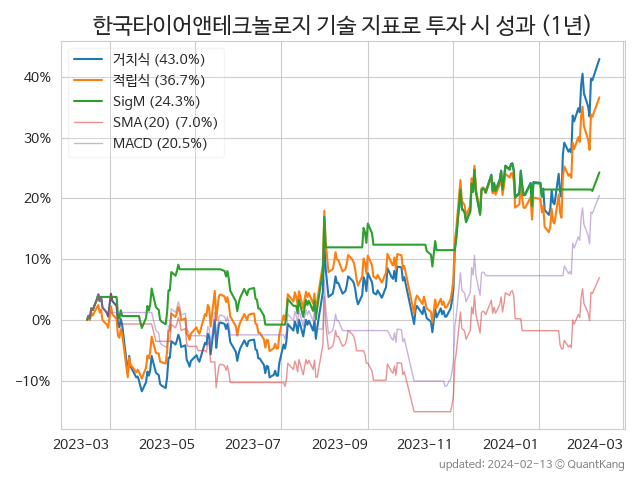 한국타이어앤테크놀로지 기술 지표로 투자 시 성과 (1년)
거치식 (43.0%)
적립식 (36.7%)
SigM (24.3%)
SMA(20) (7.0%)
MACD (20.5%)
40%
30%
20%
10%
0%
−10%
2023-03 2023-05 2023-07 2023-09 2023-11 2024-01 2024-03
updated: 2024-02-13 ⓒ QuantKang